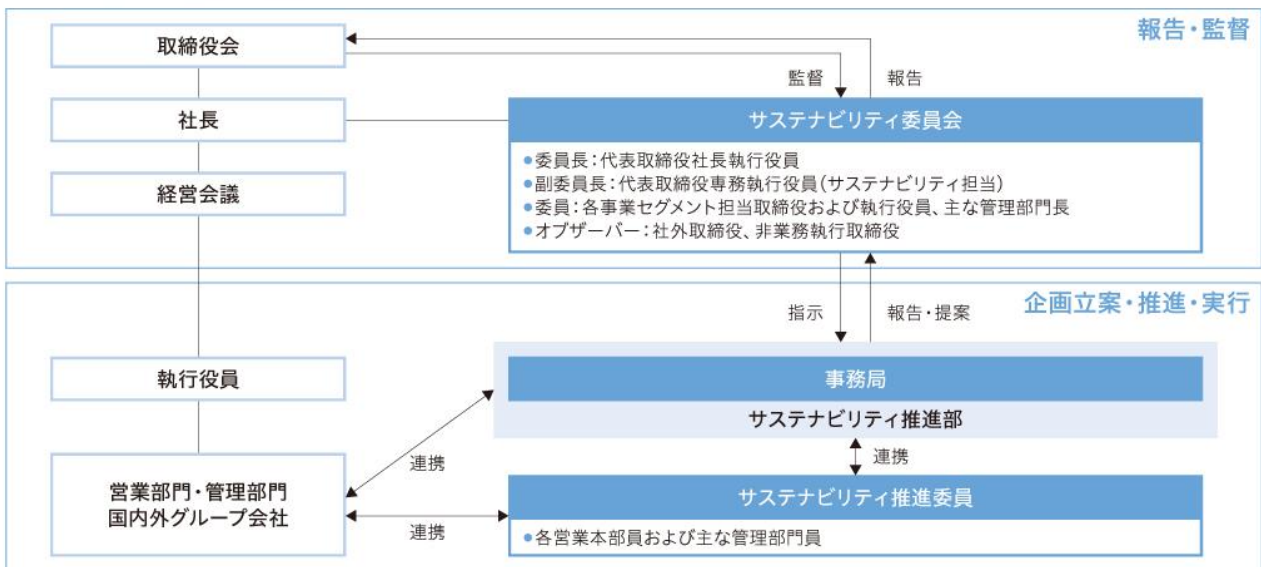 報告・監督
取締役会
監督
報告
社長
サステナビリティ委員会
経営会議
●委員長：代表取締役社長執行役員
●副委員長：代表取締役専務執行役員（サステナビリティ担当）
●委員：各事業セグメント担当取締役および執行役員、主な管理部門長
●オブザーバー：社外取締役、非業務執行取締役
企画立案・推進・実行
指示
報告・提案
執行役員
事務局
サステナビリティ推進部
連携
連携
営業部門・管理部門
国内外グループ会社
サステナビリティ推進委員
連携
●各営業本部員および主な管理部門員